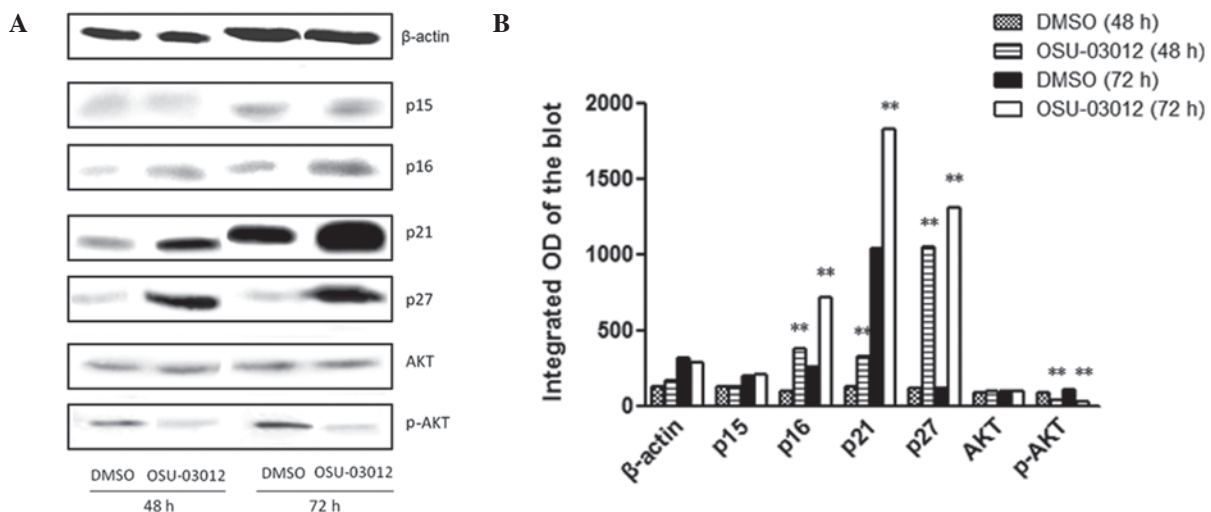 A
β-actin
p15
p16
p21
p27
AKT
p-AKT
DMSO OSU-03012 DMSO OSU-03012
48 h 72 h
B
DMSO (48 h)
OSU-03012 (48 h)
DMSO (72 h)
OSU-03012 (72 h)
Integrated OD of the blot
2000
1500
1000
500
0
** ** ** ** ** ** ** **
β-actin p15 p16 p21 p27 AKT p-AKT